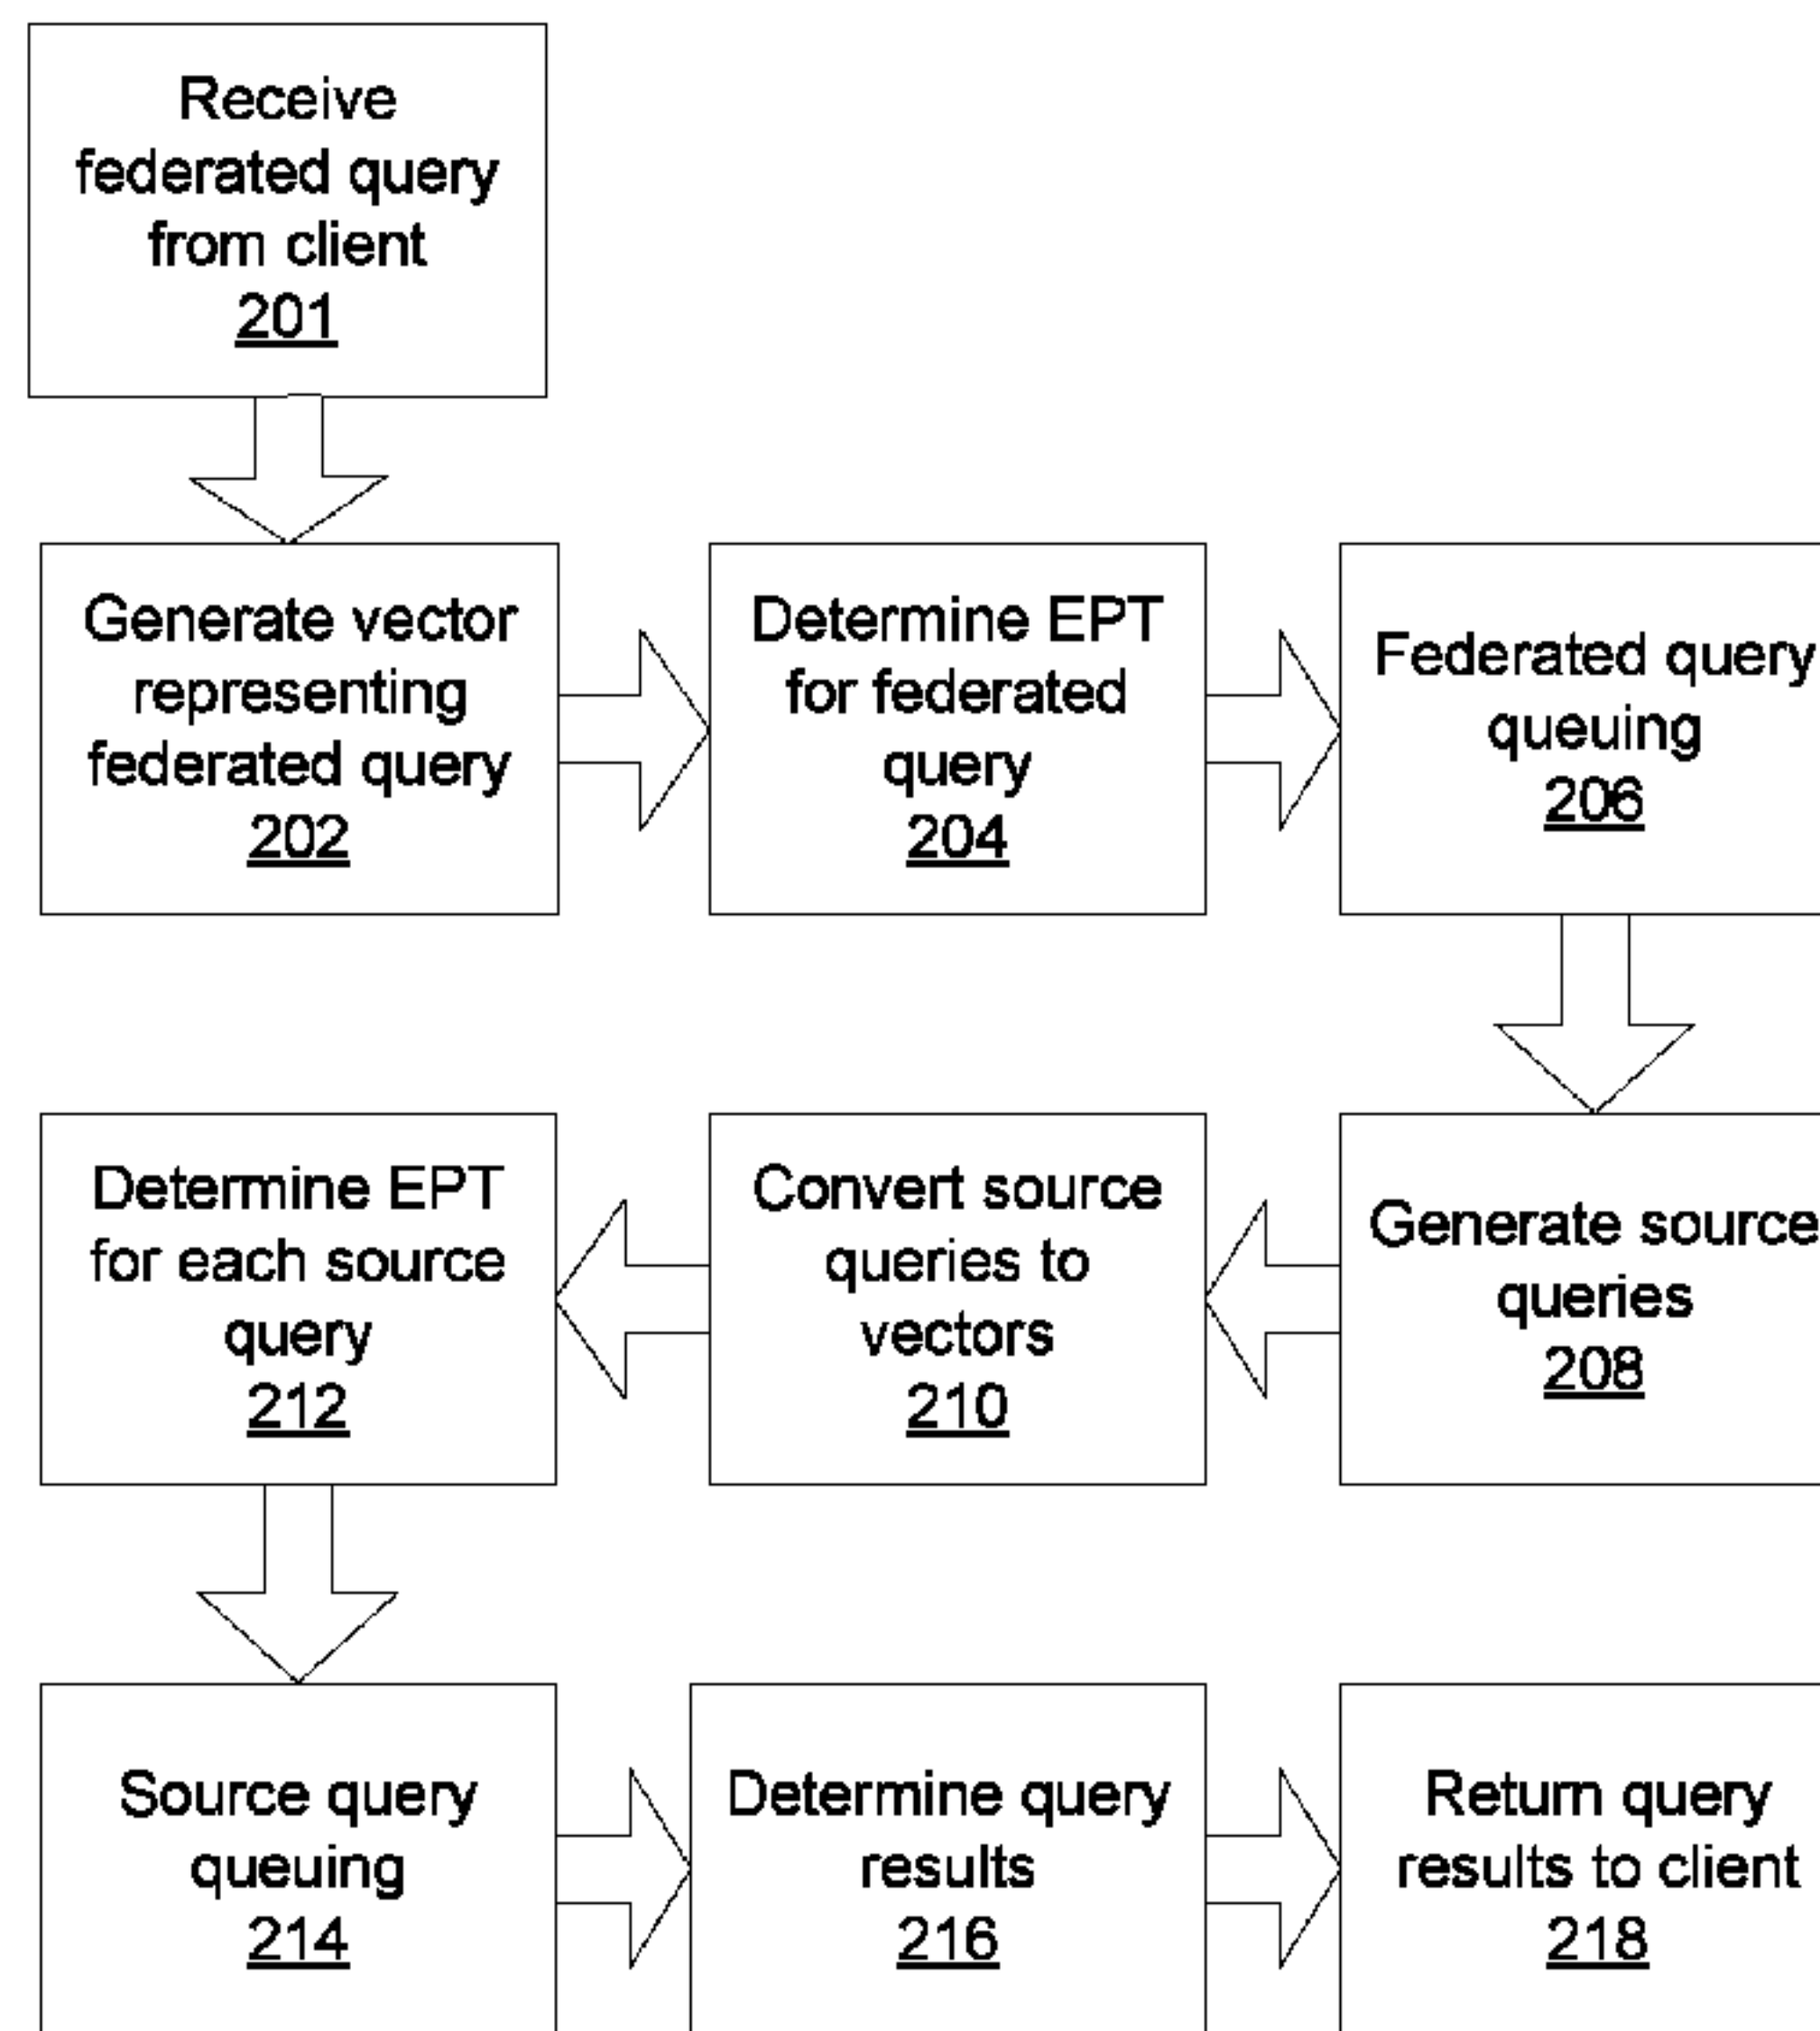 Receive
federated query
from client
201
Generate vector
representing
federated query
202
Determine EPT
for federated
query
204
Federated query
queuing
206
Generate source
queries
208
Convert source
queries to
vectors
210
Determine EPT
for each source
query
212
Source query
queuing
214
Determine query
results
216
Return query
results to client
218